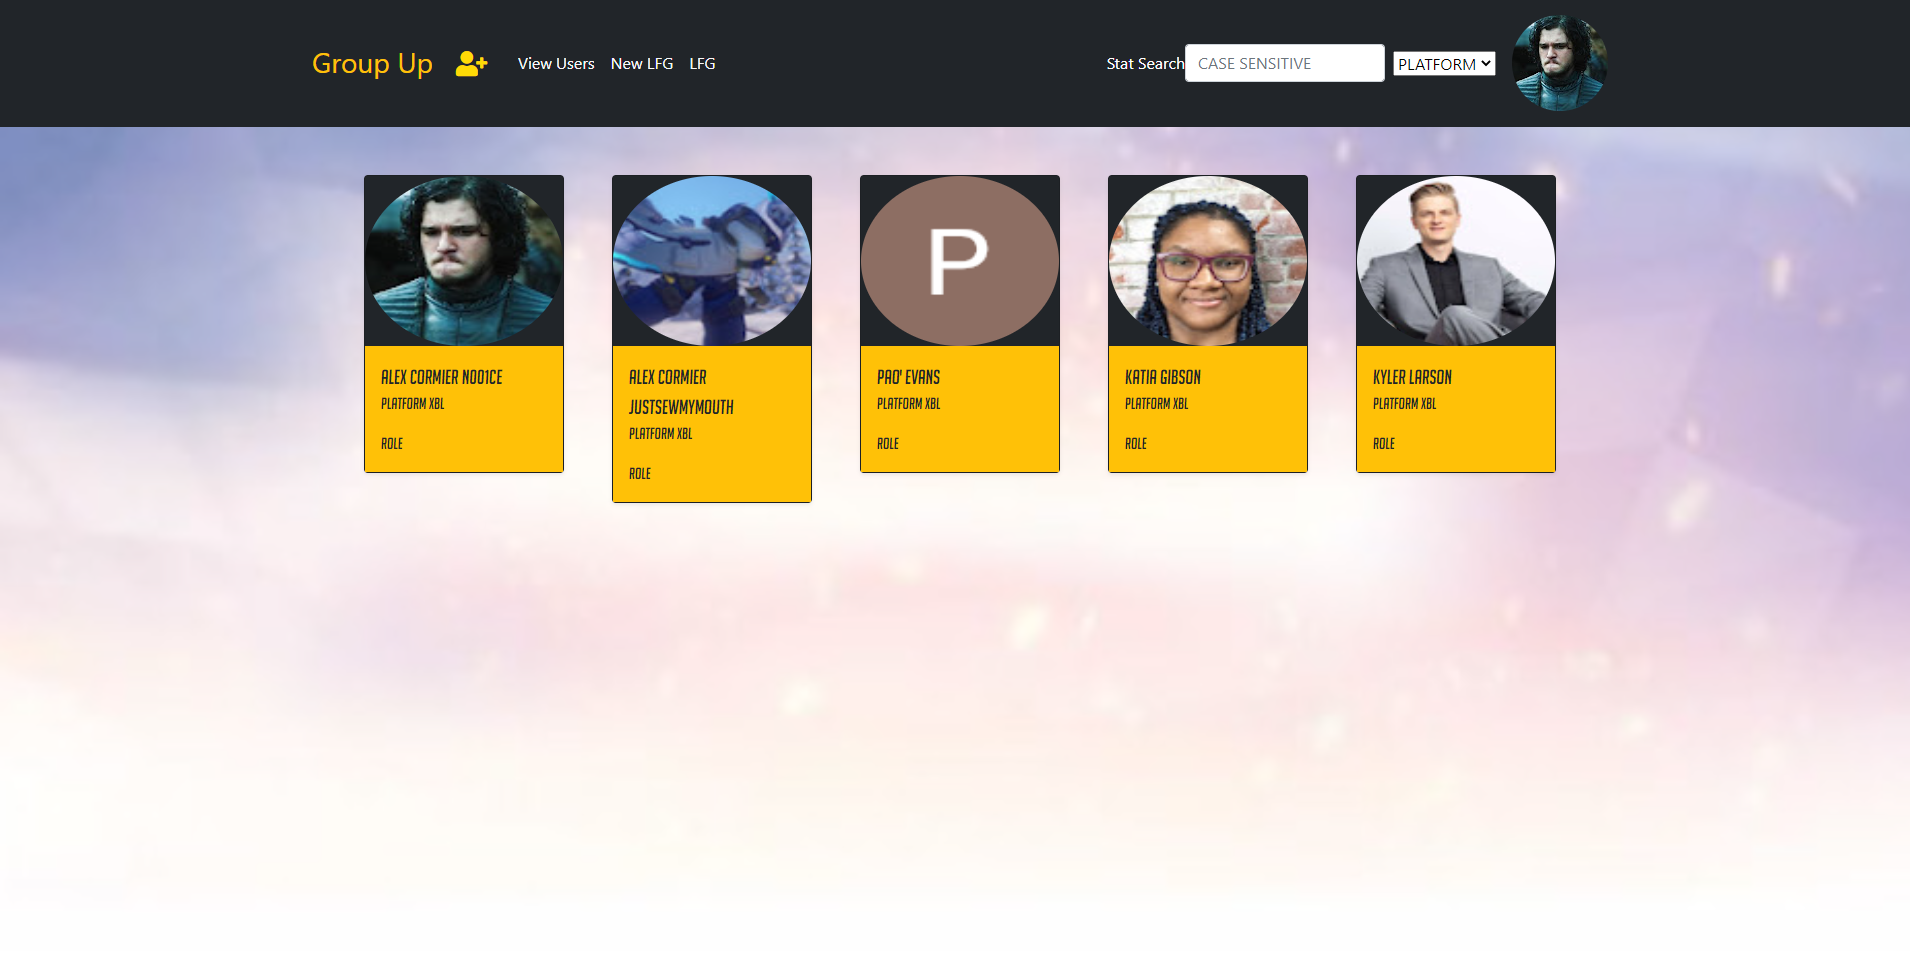 Group Up
View Users
New LFG
LFG
Stat Search
CASE SENSITIVE
PLATFORM
ALEX CORMIER N001CE
PLATFORM XBL
ROLE
ALEX CORMIER
JUSTSEWMYMOUTH
PLATFORM XBL
ROLE
P
PAO' EVANS
PLATFORM XBL
ROLE
KATIA GIBSON
PLATFORM XBL
ROLE
KYLER LARSON
PLATFORM XBL
ROLE